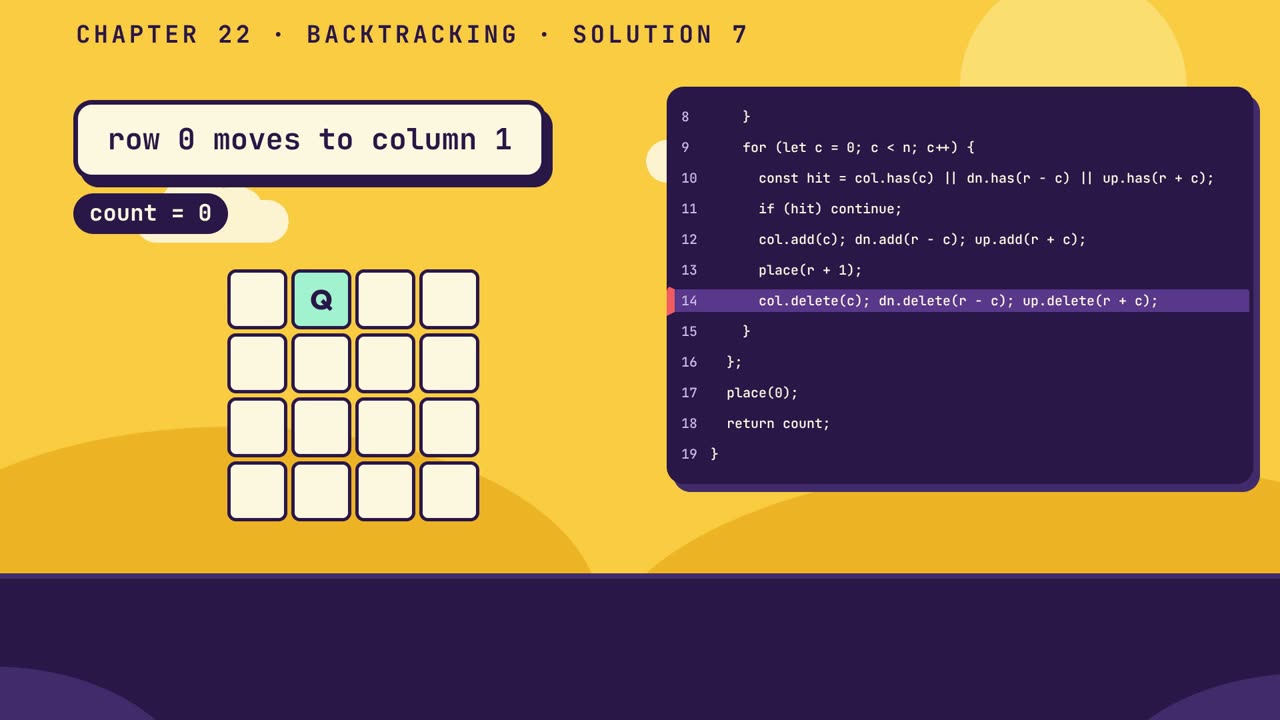 CHAPTER 22 · BACKTRACKING · SOLUTION 7
row 0 moves to column 1
count = 0
Q
8 }
9 for (let c = 0; c < n; c++) {
10 const hit = col.has(c) || dn.has(r - c) || up.has(r + c);
11 if (hit) continue;
12 col.add(c); dn.add(r - c); up.add(r + c);
13 place(r + 1);
14 col.delete(c); dn.delete(r - c); up.delete(r + c);
15 }
16 };
17 place(0);
18 return count;
19 }